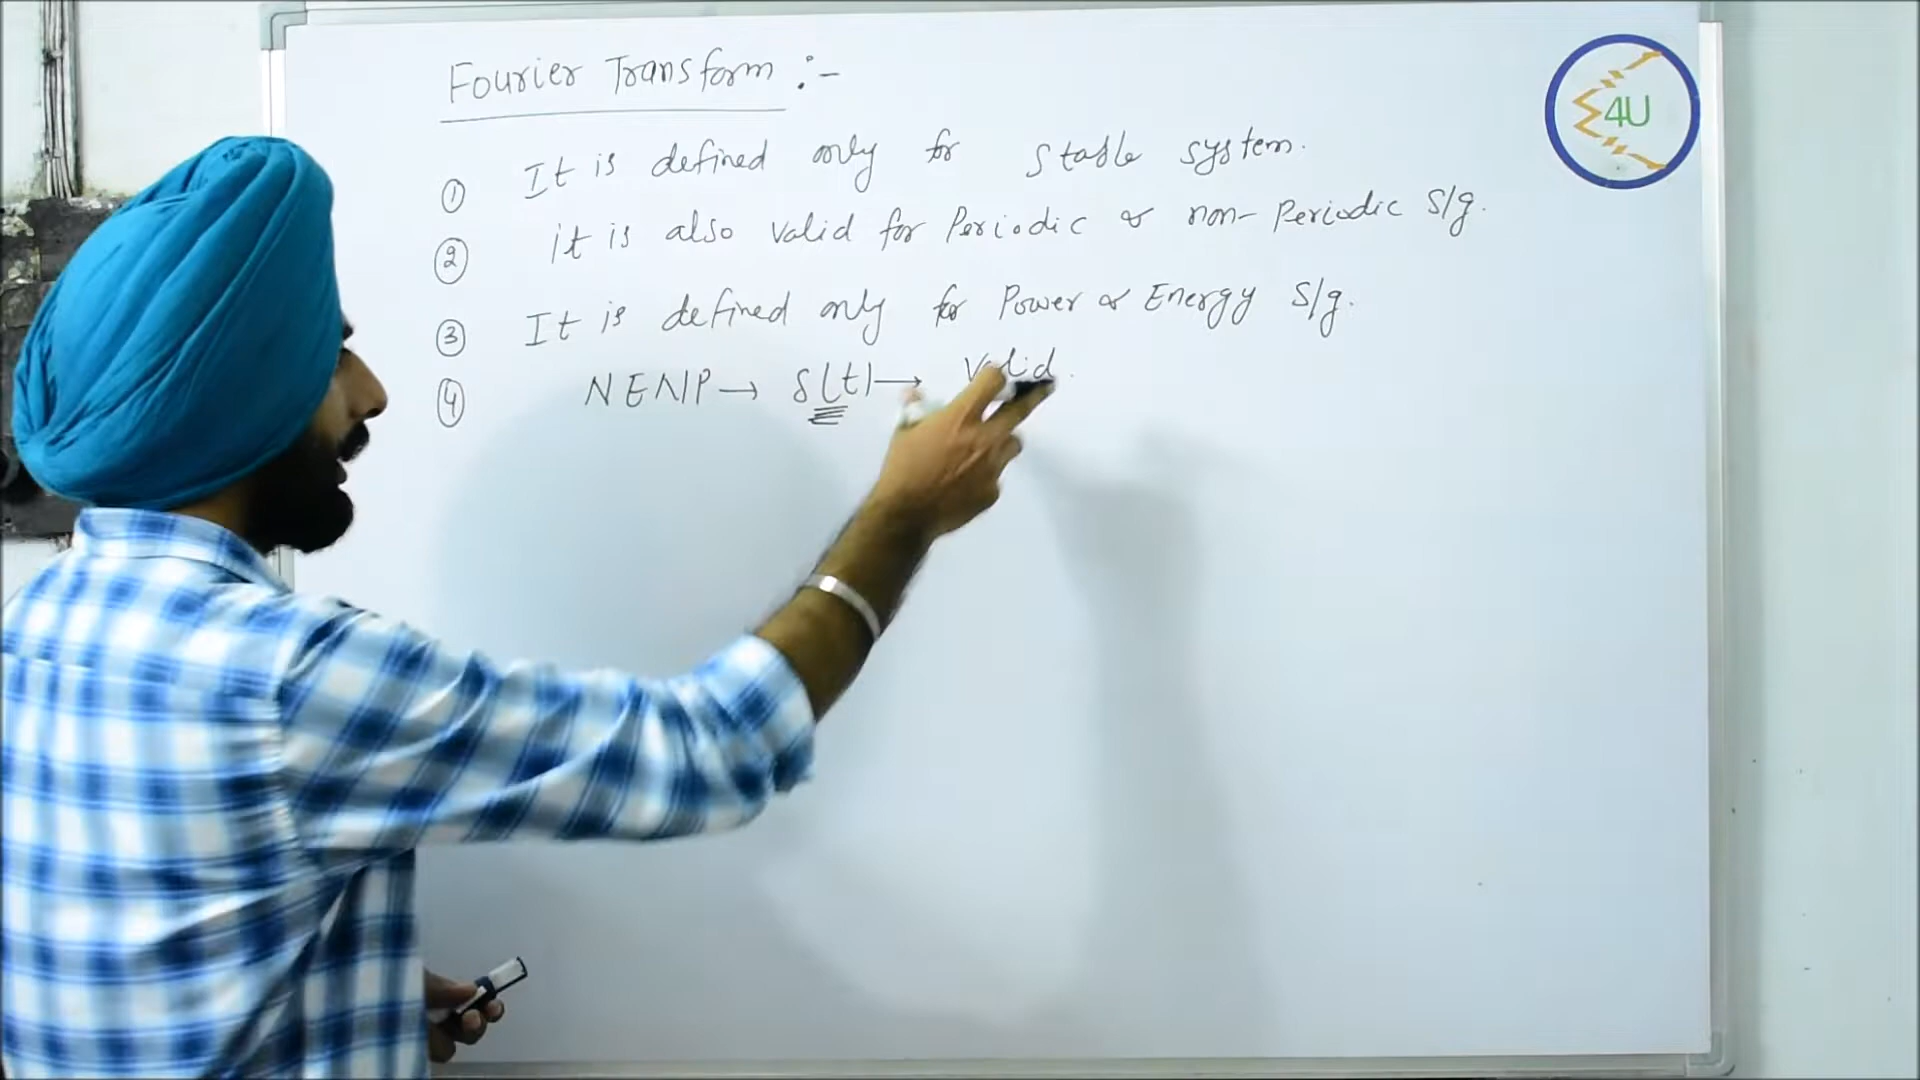 Fourier Transform :-
① It is defined only for stable system.
② it is also valid for Periodic & non-Periodic S/g.
③ It is defined only for Power & Energy S/g.
④ NENP → δ(t) → Valid.
4U